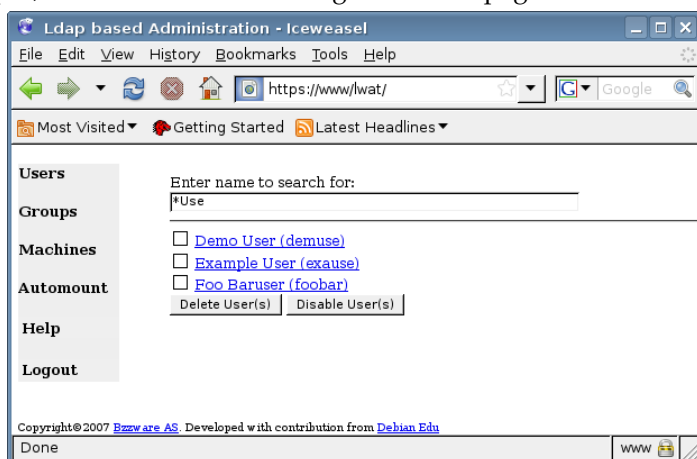 Ldap based Administration - Iceweasel
File Edit View History Bookmarks Tools Help
https://www/lwat/
G Google
Most Visited Getting Started Latest Headlines
Users
Enter name to search for:
*Use
Groups
Demo User (demuse)
Machines
Example User (exause)
Automount
Foo Baruser (foobar)
Delete User(s) Disable User(s)
Help
Logout
Copyright©2007 Bzzware AS. Developed with contribution from Debian Edu
Done www